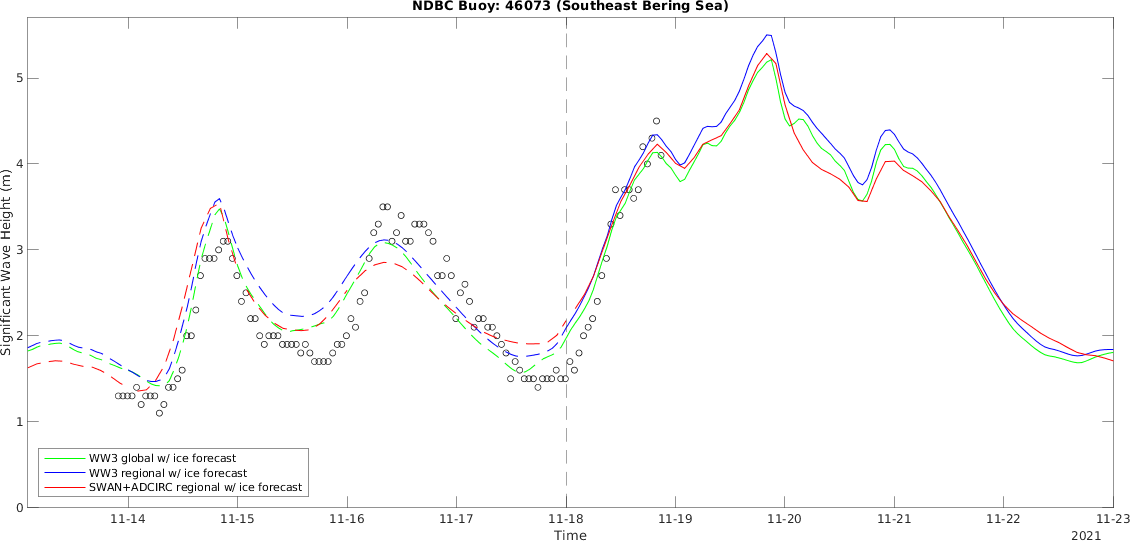 NDBC Buoy: 46073 (Southeast Bering Sea)
Significant Wave Height (m)
5
4
3
2
1
0
WW3 global w/ ice forecast
WW3 regional w/ ice forecast
SWAN+ADCIRC regional w/ ice forecast
11-14 11-15 11-16 11-17 11-18 11-19 11-20 11-21 11-22 11-23
Time
2021